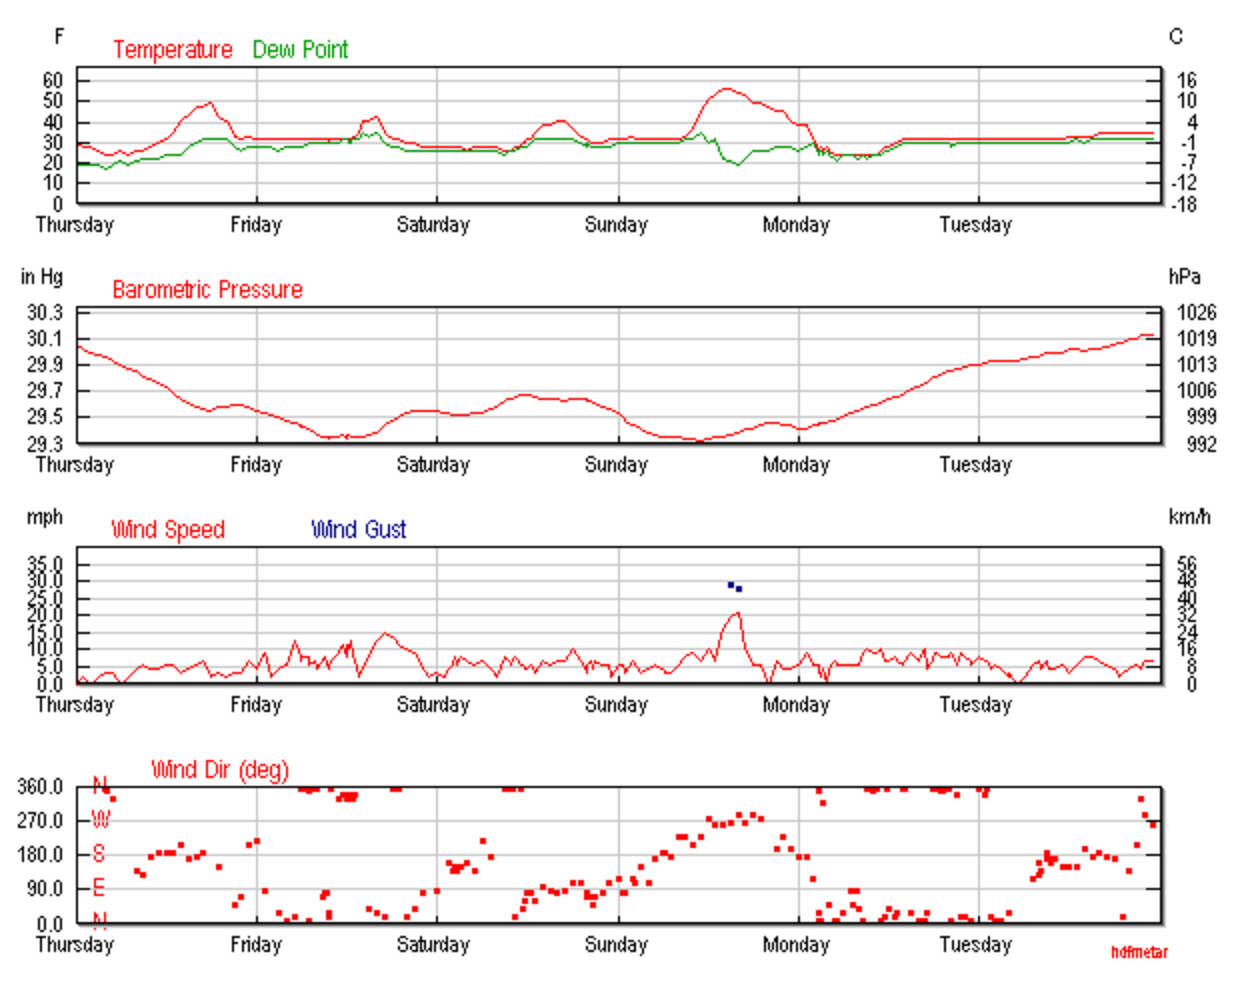 F C
Temperature Dew Point
60 16
50 10
40 4
30 -1
20 -7
10 -12
0 -18
Thursday Friday Saturday Sunday Monday Tuesday
in Hg hPa
Barometric Pressure
30.3 1026
30.1 1019
29.9 1013
29.7 1006
29.5 999
29.3 992
Thursday Friday Saturday Sunday Monday Tuesday
mph km/h
Wind Speed Wind Gust
35.0 56
30.0 48
25.0 40
20.0 32
15.0 24
10.0 16
5.0 8
0.0 0
Thursday Friday Saturday Sunday Monday Tuesday
Wind Dir (deg)
360.0 N
270.0 W
180.0 S
90.0 E
0.0 N
Thursday Friday Saturday Sunday Monday Tuesday
hdfmetar